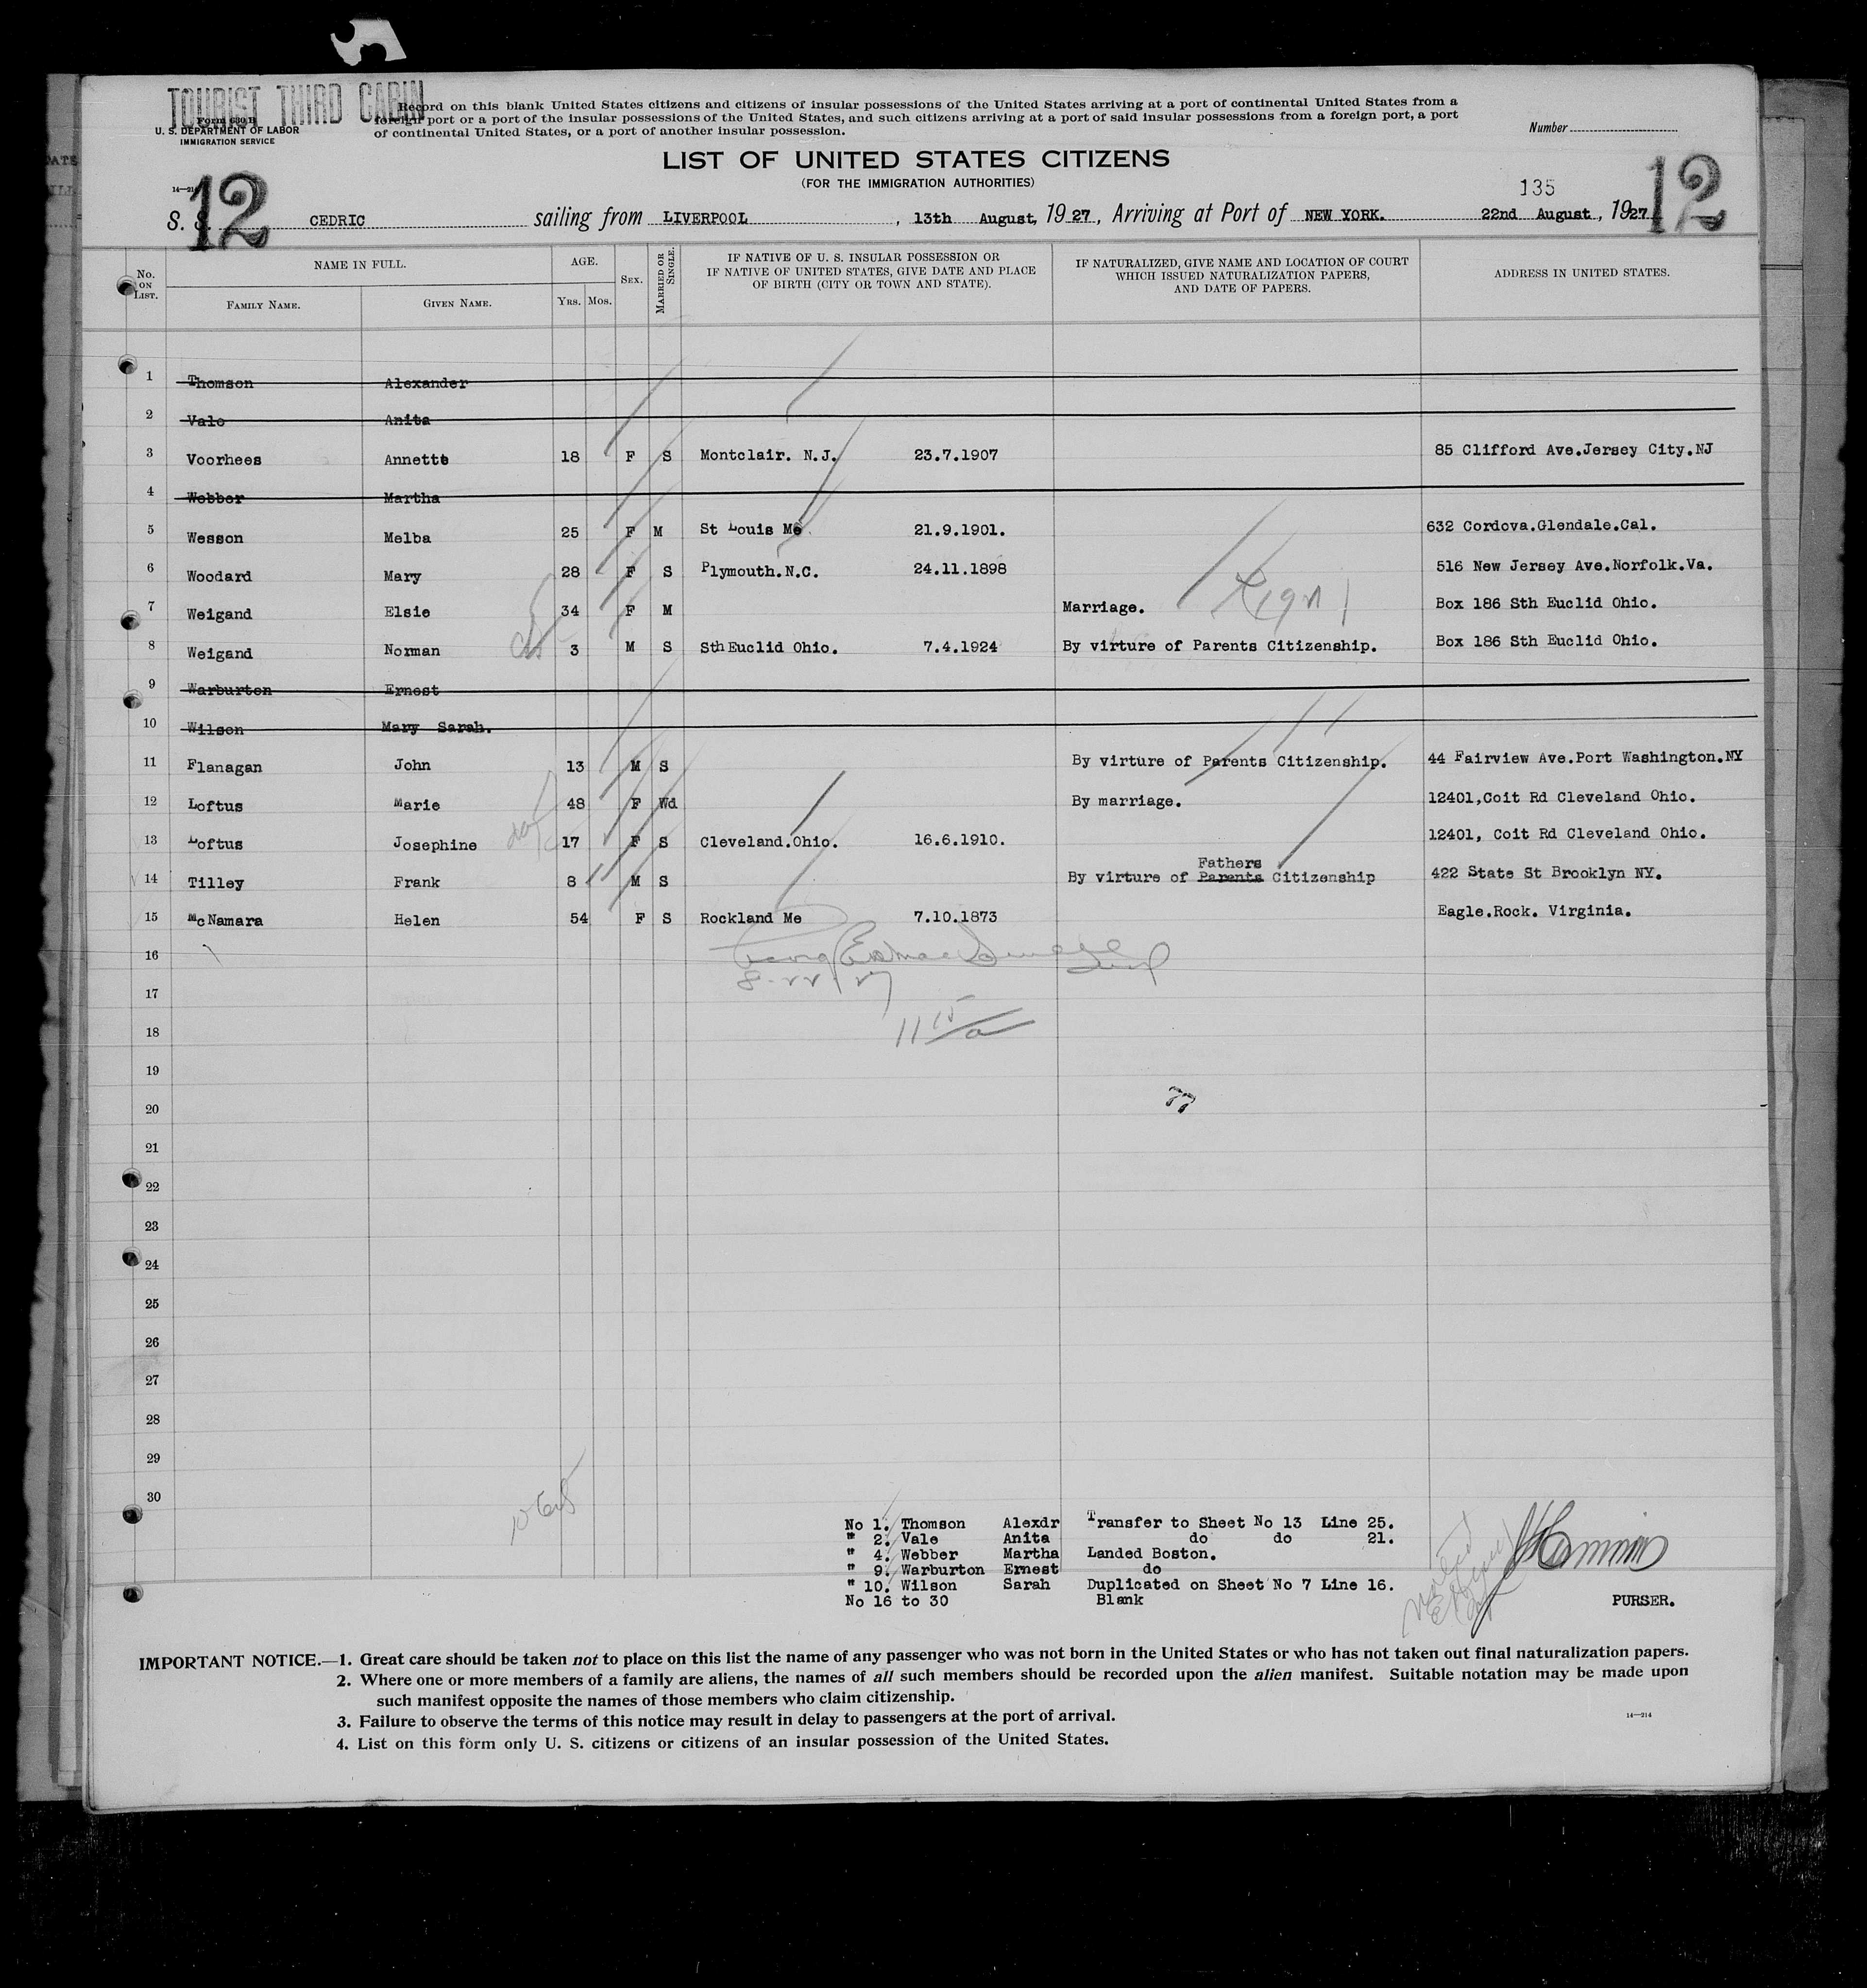 TOURIST THIRD CABIN
Form 630 B
U. S. DEPARTMENT OF LABOR
IMMIGRATION SERVICE
Record on this blank United States citizens and citizens of insular possessions of the United States arriving at a port of continental United States from a
foreign port or a port of the insular possessions of the United States, and such citizens arriving at a port of said insular possessions from a foreign port, a port
of continental United States, or a port of another insular possession.
Number
LIST OF UNITED STATES CITIZENS
(FOR THE IMMIGRATION AUTHORITIES)
14—214
12
135
12
S. S. CEDRIC sailing from LIVERPOOL, 13th August, 1927, Arriving at Port of NEW YORK. 22nd August, 1927
No. ON LIST.
NAME IN FULL.
FAMILY NAME. GIVEN NAME.
AGE.
YRS. MOS.
SEX.
MARRIED OR SINGLE.
IF NATIVE OF U. S. INSULAR POSSESSION OR
IF NATIVE OF UNITED STATES, GIVE DATE AND PLACE
OF BIRTH (CITY OR TOWN AND STATE).
IF NATURALIZED, GIVE NAME AND LOCATION OF COURT
WHICH ISSUED NATURALIZATION PAPERS,
AND DATE OF PAPERS.
ADDRESS IN UNITED STATES.
1 Thomson Alexander
2 Vale Anita
3 Voorhees Annette 18 F S Montclair. N.J. 23.7.1907 85 Clifford Ave.Jersey City.NJ
4 Webber Martha
5 Wesson Melba 25 F M St Louis Mo 21.9.1901. 632 Cordova.Glendale.Cal.
6 Woodard Mary 28 F S Plymouth.N.C. 24.11.1898 516 New Jersey Ave.Norfolk.Va.
7 Weigand Elsie 34 F M Marriage. Box 186 Sth Euclid Ohio.
8 Weigand Norman 3 M S Sth Euclid Ohio. 7.4.1924 By virture of Parents Citizenship. Box 186 Sth Euclid Ohio.
9 Warburton Ernest
10 Wilson Mary Sarah.
11 Flanagan John 13 M S By virture of Parents Citizenship. 44 Fairview Ave.Port Washington.NY
12 Loftus Marie 48 F Wd By marriage. 12401,Coit Rd Cleveland Ohio.
13 Loftus Josephine 17 F S Cleveland.Ohio. 16.6.1910. 12401, Coit Rd Cleveland Ohio.
Fathers
14 Tilley Frank 8 M S By virture of Parents Citizenship 422 State St Brooklyn NY.
15 McNamara Helen 54 F S Rockland Me 7.10.1873 Eagle.Rock. Virginia.
16
8-22-27
17
18
11 15/a
19
20
77
21
22
23
24
25
26
27
28
29
30
No 1. Thomson Alexdr Transfer to Sheet No 13 Line 25.
" 2. Vale Anita do do 21.
" 4. Webber Martha Landed Boston.
" 9. Warburton Ernest do
" 10. Wilson Sarah Duplicated on Sheet No 7 Line 16.
No 16 to 30 Blank
PURSER.
IMPORTANT NOTICE.—1. Great care should be taken not to place on this list the name of any passenger who was not born in the United States or who has not taken out final naturalization papers.
2. Where one or more members of a family are aliens, the names of all such members should be recorded upon the alien manifest. Suitable notation may be made upon
such manifest opposite the names of those members who claim citizenship.
3. Failure to observe the terms of this notice may result in delay to passengers at the port of arrival.
14—214
4. List on this form only U. S. citizens or citizens of an insular possession of the United States.